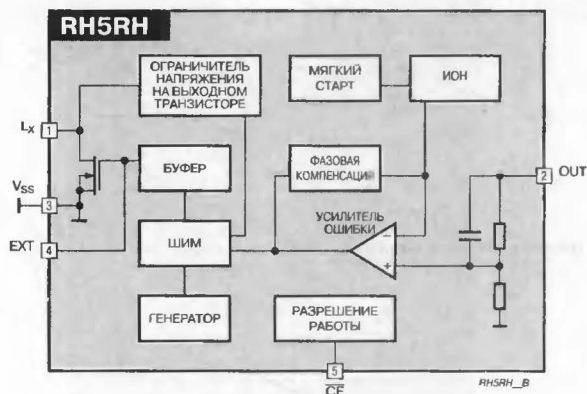 RH5RH
ОГРАНИЧИТЕЛЬ
НАПРЯЖЕНИЯ
НА ВЫХОДНОМ
ТРАНЗИСТОРЕ
МЯГКИЙ
СТАРТ
ИОН
LX
1
БУФЕР
ФАЗОВАЯ
КОМПЕНСАЦИЯ
2
OUT
VSS
3
УСИЛИТЕЛЬ
ОШИБКИ
EXT
4
ШИМ
−
+
ГЕНЕРАТОР
РАЗРЕШЕНИЕ
РАБОТЫ
5
CE
RH5RH_B